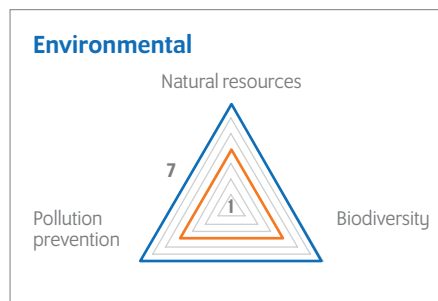 Environmental
Natural resources
7
1
Pollution
prevention
Biodiversity